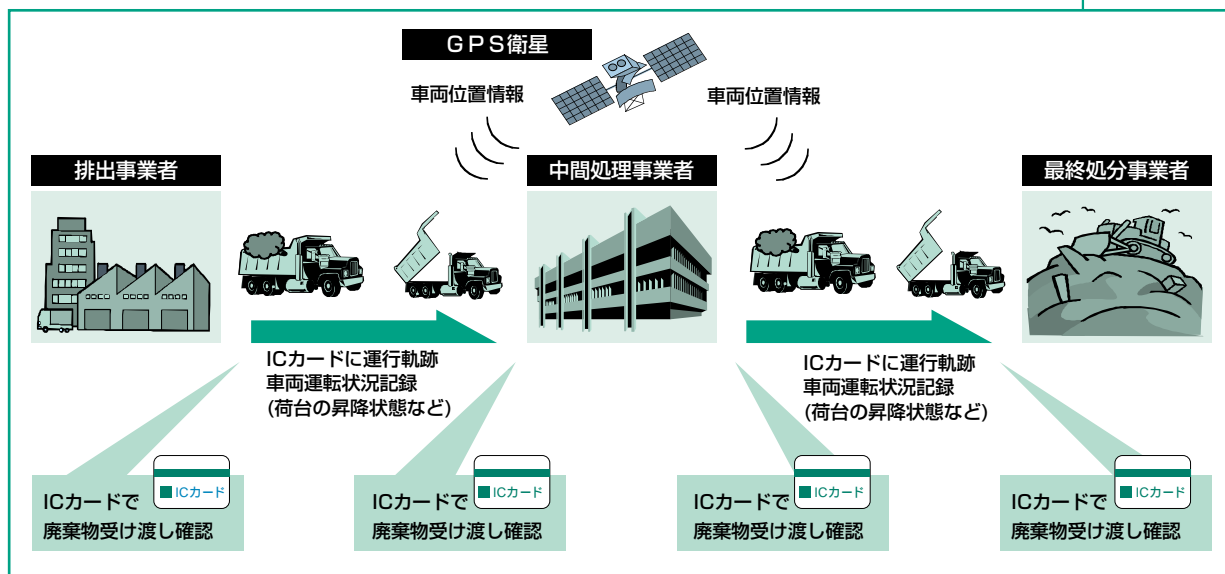 GPS衛星
車両位置情報
車両位置情報
排出事業者
中間処理事業者
最終処分事業者
ICカードに運行軌跡
車両運転状況記録
(荷台の昇降状態など)
ICカードに運行軌跡
車両運転状況記録
(荷台の昇降状態など)
ICカード
ICカードで
廃棄物受け渡し確認
ICカード
ICカードで
廃棄物受け渡し確認
ICカード
ICカードで
廃棄物受け渡し確認
ICカード
ICカードで
廃棄物受け渡し確認